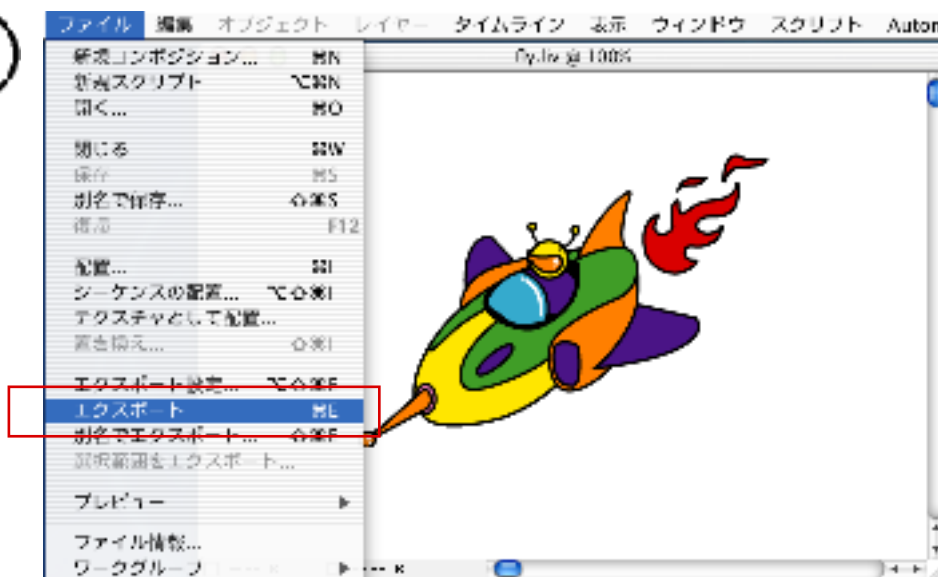 ファイル 編集 オブジェクト レイヤー タイムライン 表示 ウィンドウ スクリプト Autom
fly.liv @ 100%
新規コンポジション... ⌘N
新規スクリプト ⌥⌘N
開く... ⌘O
閉じる ⌘W
保存 ⌘S
別名で保存... ⇧⌘S
復帰 F12
配置... ⌘I
シーケンスの配置... ⌥⇧⌘I
テクスチャとして配置...
置き換え... ⇧⌘I
エクスポート設定... ⌥⇧⌘E
エクスポート ⌘E
別名でエクスポート... ⇧⌘E
選択範囲をエクスポート...
プレビュー
ファイル情報...
ワークグループ